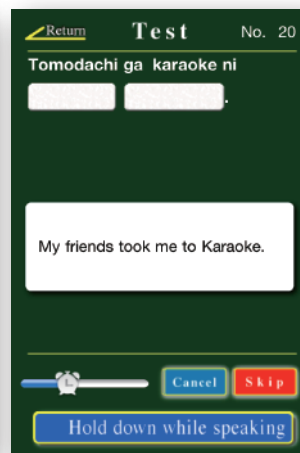 Return Test No. 20
Tomodachi ga karaoke ni
.
My friends took me to Karaoke.
Cancel Skip
Hold down while speaking